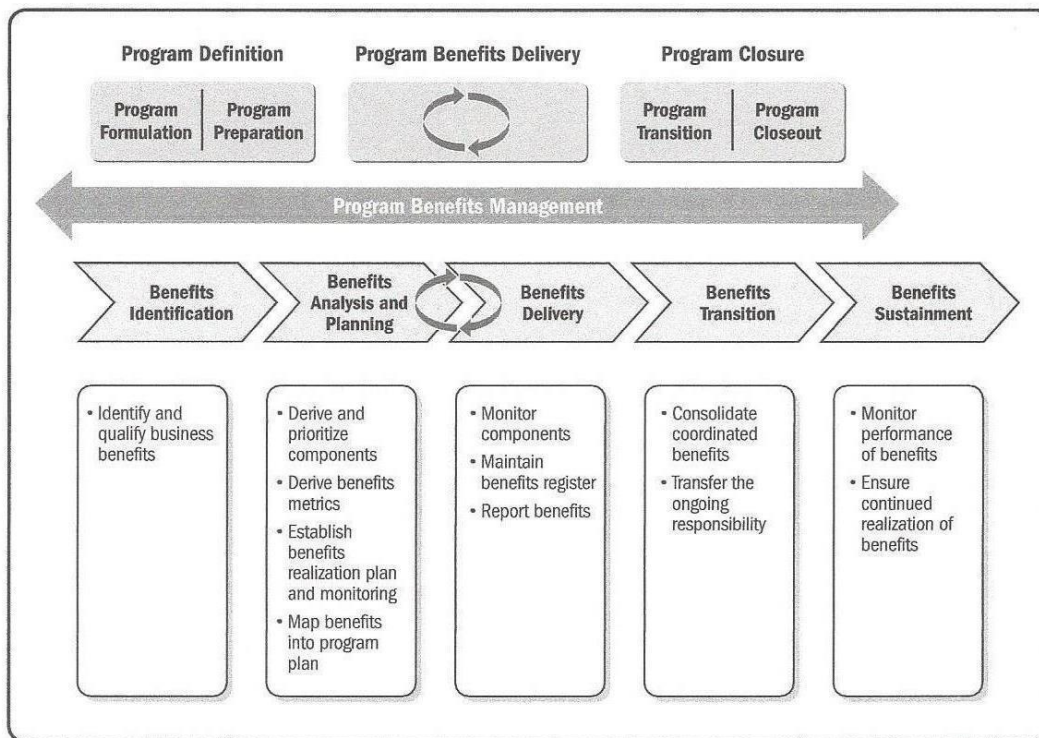 Program Definition
Program Benefits Delivery
Program Closure
Program
Formulation
Program
Preparation
Program
Transition
Program
Closeout
Program Benefits Management
Benefits
Identification
Benefits
Analysis and
Planning
Benefits
Delivery
Benefits
Transition
Benefits
Sustainment
• Identify and
qualify business
benefits
• Derive and
prioritize
components
• Derive benefits
metrics
• Establish
benefits
realization plan
and monitoring
• Map benefits
into program
plan
• Monitor
components
• Maintain
benefits register
• Report benefits
• Consolidate
coordinated
benefits
• Transfer the
ongoing
responsibility
• Monitor
performance
of benefits
• Ensure
continued
realization of
benefits